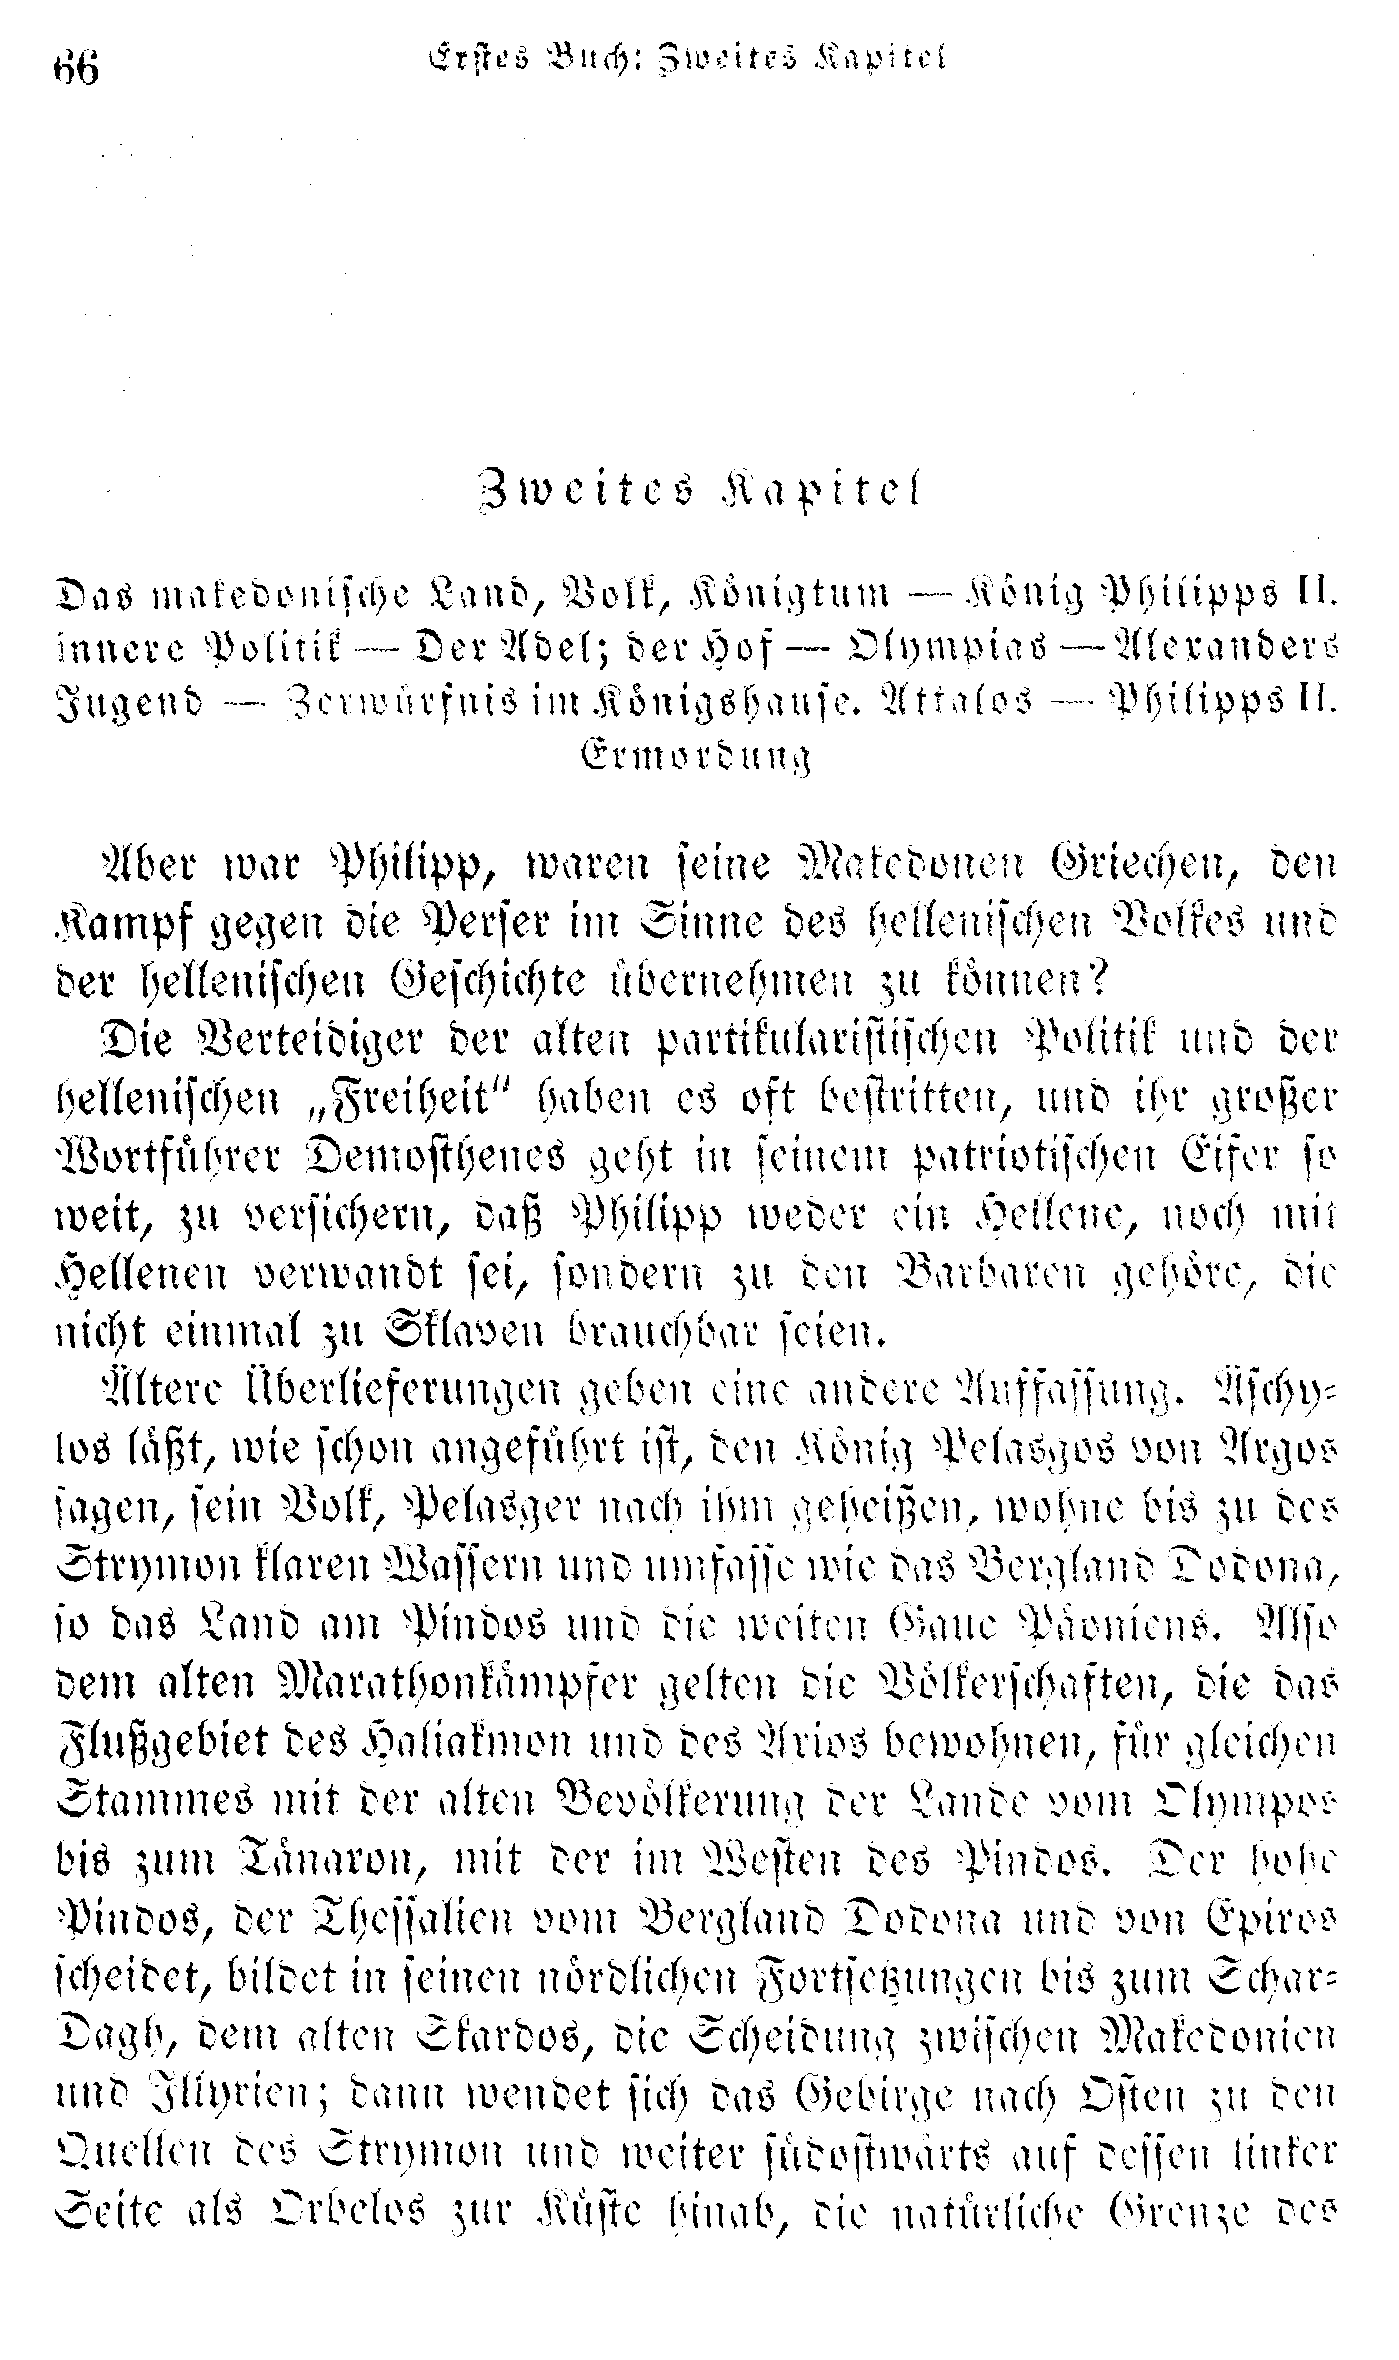 66
Erstes Buch: Zweites Kapitel
Zweites Kapitel
Das makedonische Land, Volk, Königtum — König Philipps II.
innere Politik — Der Adel; der Hof — Olympias — Alexanders
Jugend — Zerwürfnis im Königshause. Attalos — Philipps II.
Ermordung
Aber war Philipp, waren seine Makedonen Griechen, den
Kampf gegen die Perser im Sinne des hellenischen Volkes und
der hellenischen Geschichte übernehmen zu können?
Die Verteidiger der alten partikularistischen Politik und der
hellenischen „Freiheit“ haben es oft bestritten, und ihr großer
Wortführer Demosthenes geht in seinem patriotischen Eifer so
weit, zu versichern, daß Philipp weder ein Hellene, noch mit
Hellenen verwandt sei, sondern zu den Barbaren gehöre, die
nicht einmal zu Sklaven brauchbar seien.
Ältere Überlieferungen geben eine andere Auffassung. Äschy-
los läßt, wie schon angeführt ist, den König Pelasgos von Argos
sagen, sein Volk, Pelasger nach ihm geheißen, wohne bis zu des
Strymon klaren Wassern und umfasse wie das Bergland Dodona,
so das Land am Pindos und die weiten Gaue Päoniens. Also
dem alten Marathonkämpfer gelten die Völkerschaften, die das
Flußgebiet des Haliakmon und des Axios bewohnen, für gleichen
Stammes mit der alten Bevölkerung der Lande vom Olympos
bis zum Tänaron, mit der im Westen des Pindos. Der hohe
Pindos, der Thessalien vom Bergland Dodona und von Epiros
scheidet, bildet in seinen nördlichen Fortsetzungen bis zum Schar-
Dagh, dem alten Skardos, die Scheidung zwischen Makedonien
und Illyrien; dann wendet sich das Gebirge nach Osten zu den
Quellen des Strymon und weiter südostwärts auf dessen linker
Seite als Orbelos zur Küste hinab, die natürliche Grenze des